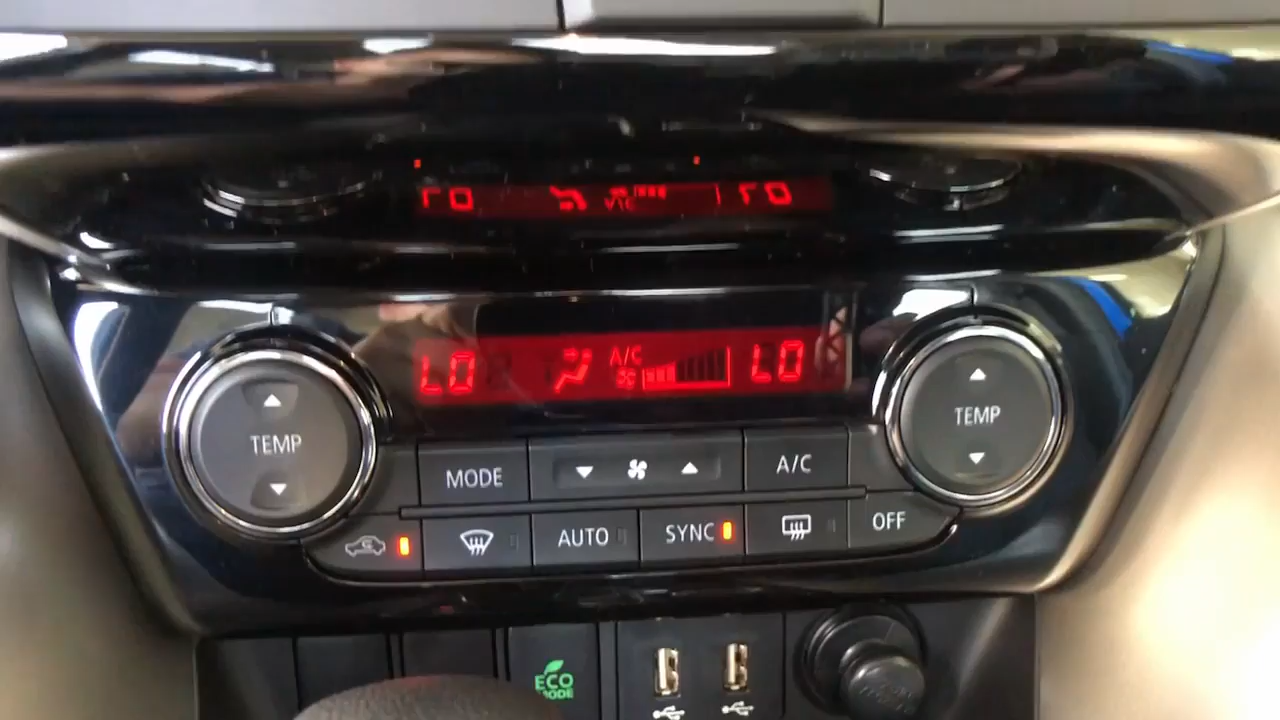 LO A/C LO
TEMP
TEMP
MODE
A/C
AUTO
SYNC
OFF
ECO
MODE